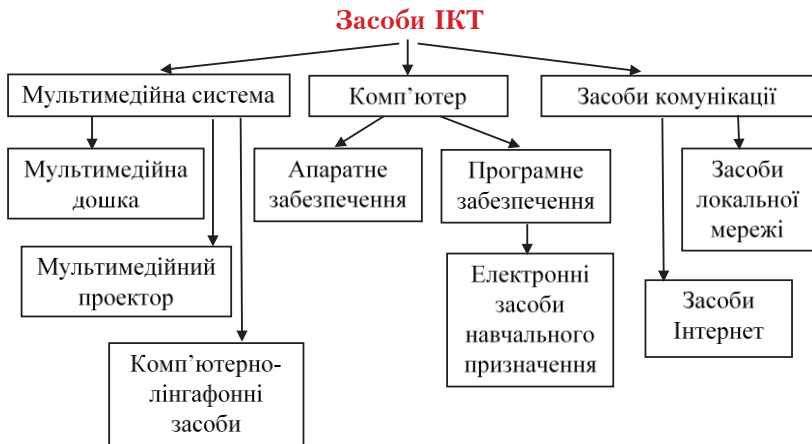 Засоби ІКТ
Мультимедійна система
Комп’ютер
Засоби комунікації
Мультимедійна
дошка
Апаратне
забезпечення
Програмне
забезпечення
Засоби
локальної
мережі
Мультимедійний
проектор
Електронні
засоби
навчального
призначення
Засоби
Інтернет
Комп’ютерно-
лінгафонні
засоби